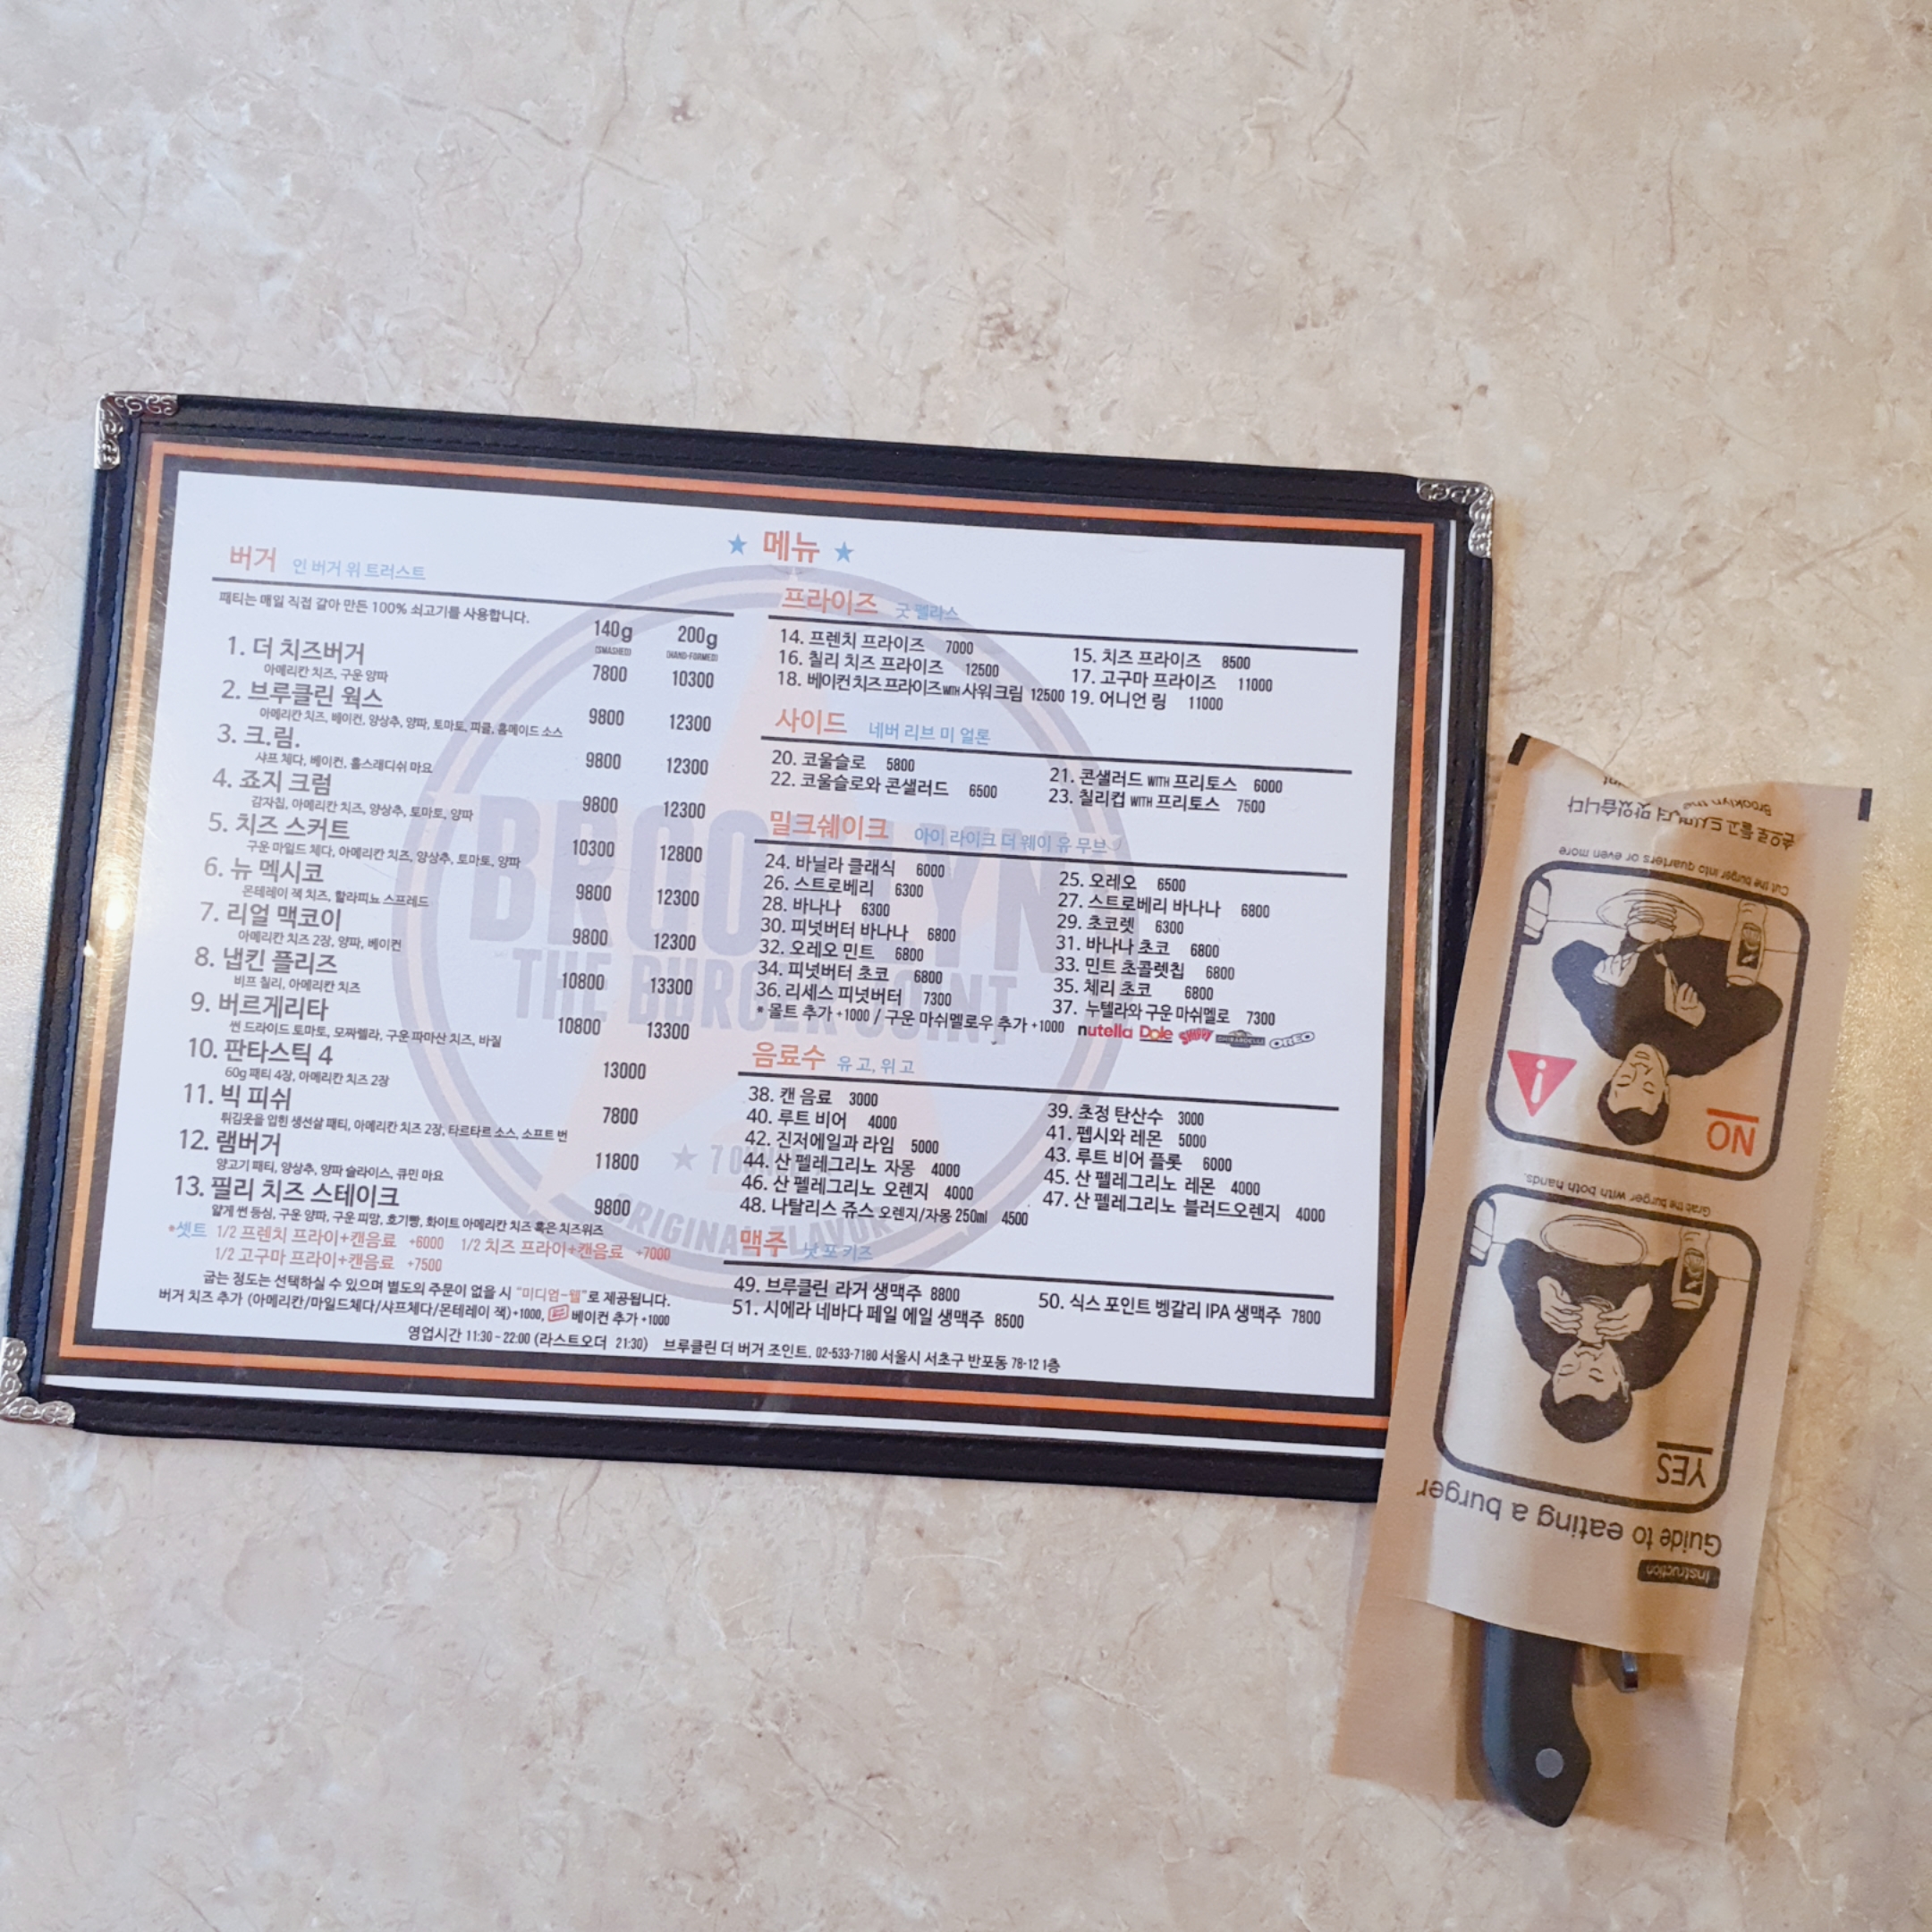 ★ 메뉴 ★
버거 인 버거 위 트러스트
패티는 매일 직접 갈아 만든 100% 쇠고기를 사용합니다.
140g 200g
(SMASHED) (HAND-FORMED)
1. 더 치즈버거 7800 10300
아메리칸 치즈, 구운 양파
2. 브루클린 웍스 9800 12300
아메리칸 치즈, 베이컨, 양상추, 양파, 토마토, 피클, 홈메이드 소스
3. 크.림. 9800 12300
샤프 체다, 베이컨, 홀스래디쉬 마요
4. 죠지 크럼 9800 12300
감자칩, 아메리칸 치즈, 양상추, 토마토, 양파
5. 치즈 스커트 10300 12800
구운 마일드 체다, 아메리칸 치즈, 양상추, 토마토, 양파
6. 뉴 멕시코 9800 12300
몬테레이 잭 치즈, 할라피뇨 스프레드
7. 리얼 맥코이 9800 12300
아메리칸 치즈 2장, 양파, 베이컨
8. 냅킨 플리즈 10800 13300
비프 칠리, 아메리칸 치즈
9. 버르게리타 10800 13300
썬 드라이드 토마토, 모짜렐라, 구운 파마산 치즈, 바질
10. 판타스틱 4 13000
60g 패티 4장, 아메리칸 치즈 2장
11. 빅 피쉬 7800
튀김옷을 입힌 생선살 패티, 아메리칸 치즈 2장, 타르타르 소스, 소프트 번
12. 램버거 11800
양고기 패티, 양상추, 양파 슬라이스, 큐민 마요
13. 필리 치즈 스테이크 9800
얇게 썬 등심, 구운 양파, 구운 피망, 호기빵, 화이트 아메리칸 치즈 혹은 치즈위즈
*셋트 1/2 프렌치 프라이+캔음료 +6000 1/2 치즈 프라이+캔음료 +7000
1/2 고구마 프라이+캔음료 +7500
굽는 정도는 선택하실 수 있으며 별도의 주문이 없을 시 "미디엄-웰"로 제공됩니다.
버거 치즈 추가 (아메리칸/마일드체다/샤프체다/몬테레이 잭)+1000, 베이컨 추가 +1000
프라이즈 굿 펠라스
14. 프렌치 프라이즈 7000 15. 치즈 프라이즈 8500
16. 칠리 치즈 프라이즈 12500 17. 고구마 프라이즈 11000
18. 베이컨 치즈 프라이즈 WITH 사워 크림 12500 19. 어니언 링 11000
사이드 네버 리브 미 얼론
20. 코울슬로 5800 21. 콘샐러드 WITH 프리토스 6000
22. 코울슬로와 콘샐러드 6500 23. 칠리컵 WITH 프리토스 7500
밀크쉐이크 아이 라이크 더 웨이 유 무브
24. 바닐라 클래식 6000 25. 오레오 6500
26. 스트로베리 6300 27. 스트로베리 바나나 6800
28. 바나나 6300 29. 초코렛 6300
30. 피넛버터 바나나 6800 31. 바나나 초코 6800
32. 오레오 민트 6800 33. 민트 초콜렛칩 6800
34. 피넛버터 초코 6800 35. 체리 초코 6800
36. 리세스 피넛버터 7300 37. 누텔라와 구운 마쉬멜로 7300
* 몰트 추가 +1000 / 구운 마쉬멜로우 추가 +1000 nutella Dole GHIRARDELLI OREO
음료수 유 고, 위 고
38. 캔 음료 3000 39. 초정 탄산수 3000
40. 루트 비어 4000 41. 펩시와 레몬 5000
42. 진저에일과 라임 5000 43. 루트 비어 플롯 6000
44. 산 펠레그리노 자몽 4000 45. 산 펠레그리노 레몬 4000
46. 산 펠레그리노 오렌지 4000 47. 산 펠레그리노 블러드오렌지 4000
48. 나탈리스 쥬스 오렌지/자몽 250ml 4500
맥주 낫 포 키즈
49. 브루클린 라거 생맥주 8800 50. 식스 포인트 벵갈리 IPA 생맥주 7800
51. 시에라 네바다 페일 에일 생맥주 8500
영업시간 11:30 - 22:00 (라스트오더 21:30) 브루클린 더 버거 조인트. 02-533-7180 서울시 서초구 반포동 78-12 1층
BROOKLYN
THE BURGER JOINT
ORIGINAL FLAVOR
Instruction
Guide to eating a burger
YES
Grab the burger with both hands.
NO
Cut the burger into quarters or even more
손으로 들고 드시면 더 맛있습니다
Brooklyn the